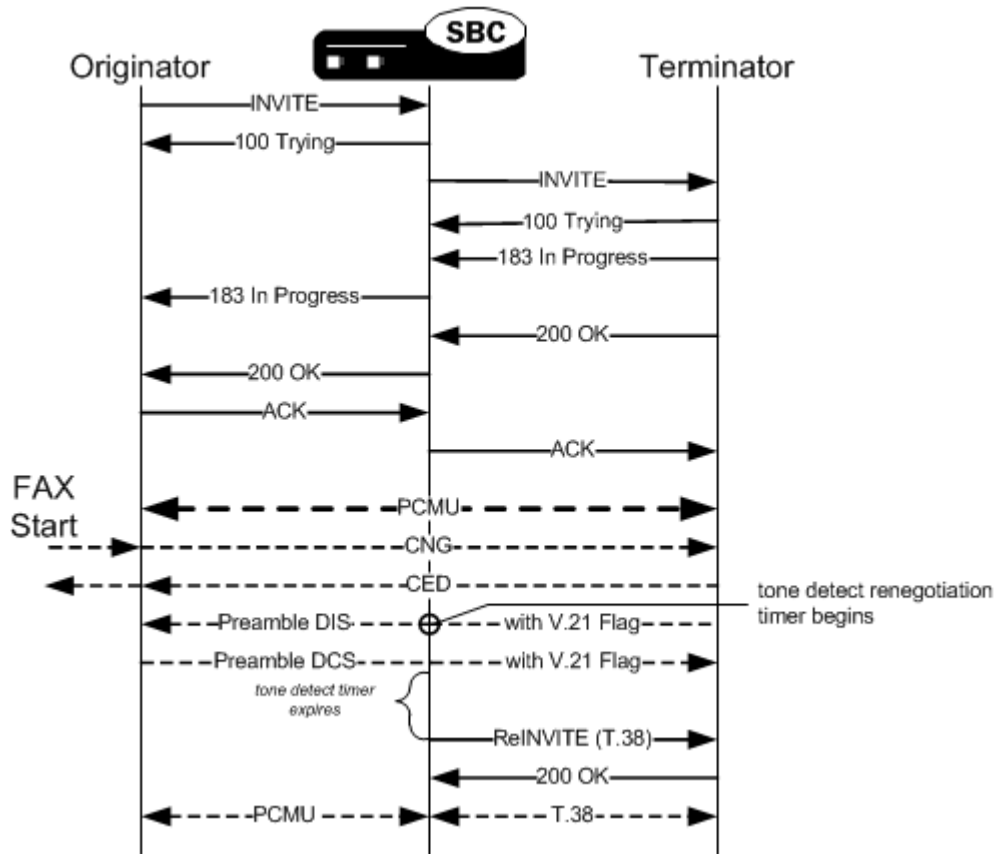 SBC
Originator
Terminator
INVITE
100 Trying
INVITE
100 Trying
183 In Progress
183 In Progress
200 OK
200 OK
ACK
ACK
FAX
Start
PCMU
CNG
CED
Preamble DIS
with V.21 Flag
tone detect renegotiation
timer begins
Preamble DCS
with V.21 Flag
tone detect timer
expires
ReINVITE (T.38)
200 OK
PCMU
T.38